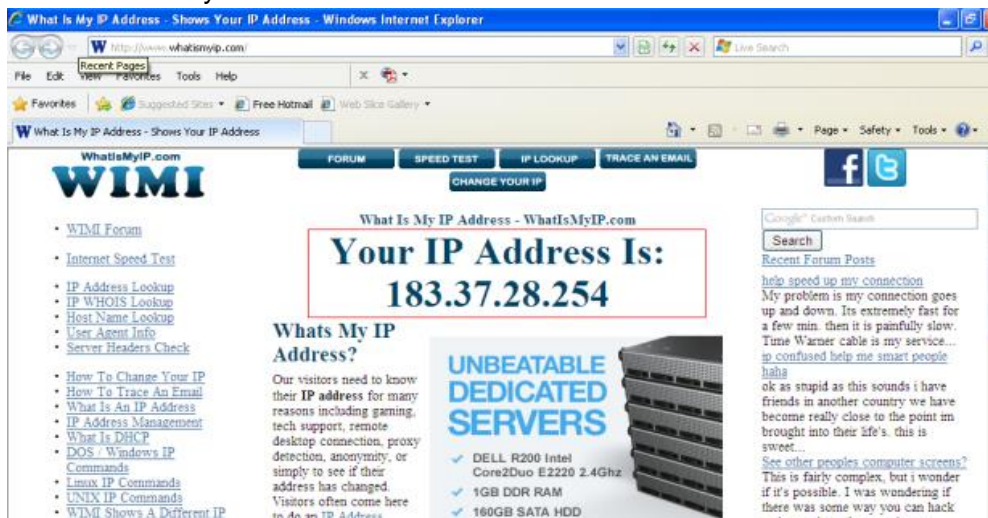 What Is My IP Address - Shows Your IP Address - Windows Internet Explorer
http://www.whatismyip.com/
Live Search
Recent Pages
File Edit View Favorites Tools Help
Favorites Suggested Sites Free Hotmail Web Slice Gallery
What Is My IP Address - Shows Your IP Address
Page Safety Tools
WhatIsMyIP.com
WIMI
FORUM SPEED TEST IP LOOKUP TRACE AN EMAIL
CHANGE YOUR IP
What Is My IP Address - WhatIsMyIP.com
Your IP Address Is:
183.37.28.254
• WIMI Forum
• Internet Speed Test
• IP Address Lookup
• IP WHOIS Lookup
• Host Name Lookup
• User Agent Info
• Server Headers Check
• How To Change Your IP
• How To Trace An Email
• What Is An IP Address
• IP Address Management
• What Is DHCP
• DOS / Windows IP
Commands
• Linux IP Commands
• UNIX IP Commands
• WIMI Shows A Different IP
Whats My IP
Address?
Our visitors need to know
their IP address for many
reasons including gaming,
tech support, remote
desktop connection, proxy
detection, anonymity, or
simply to see if their
address has changed.
Visitors often come here
to do an IP Address
UNBEATABLE
DEDICATED
SERVERS
DELL R200 Intel
Core2Duo E2220 2.4Ghz
1GB DDR RAM
160GB SATA HDD
Google Custom Search
Search
Recent Forum Posts
help speed up my connection
My problem is my connection goes
up and down. Its extremely fast for
a few min. then it is painfully slow.
Time Warner cable is my service...
ip confused help me smart people
haha
ok as stupid as this sounds i have
friends in another country we have
become really close to the point im
brought into their life's. this is
sweet...
See other peoples computer screens?
This is fairly complex, but i wonder
if it's possible. I was wondering if
there was some way you can hack